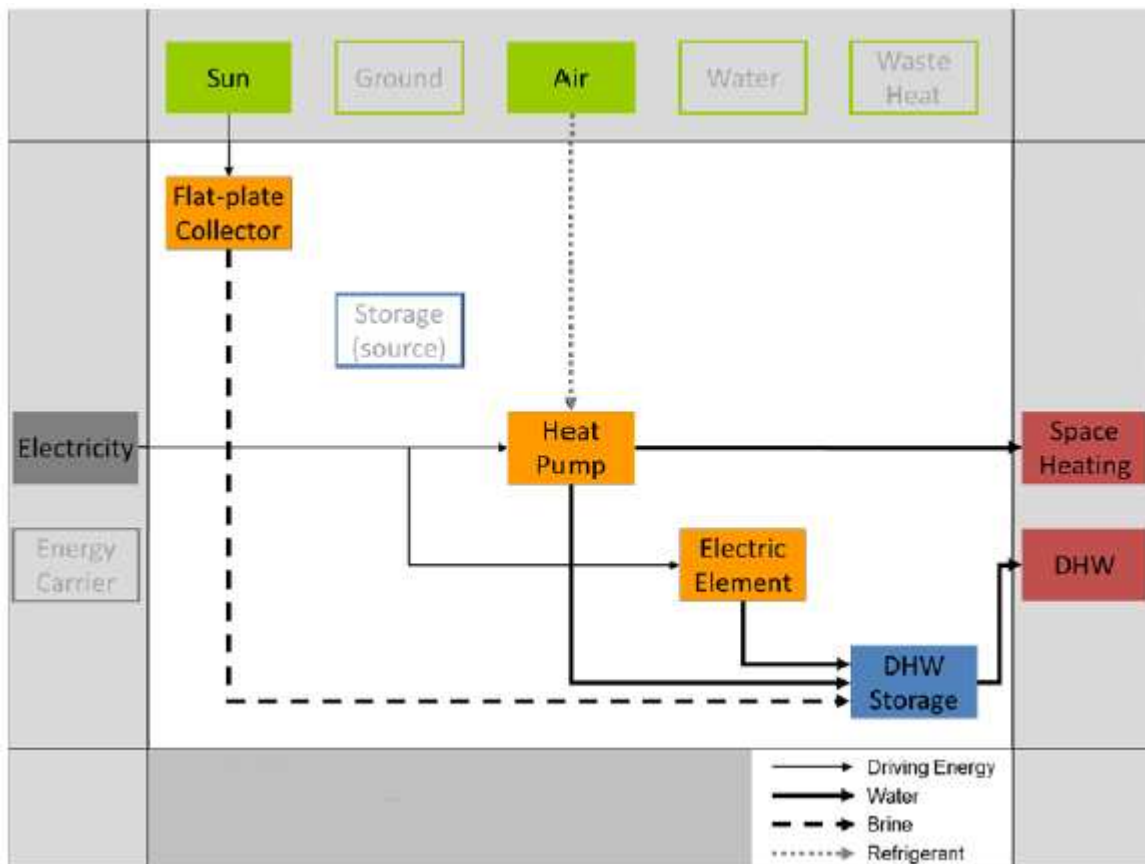 Sun
Ground
Air
Water
Waste
Heat
Flat-plate
Collector
Storage
(source)
Electricity
Heat
Pump
Space
Heating
Energy
Carrier
Electric
Element
DHW
DHW
Storage
Driving Energy
Water
Brine
Refrigerant